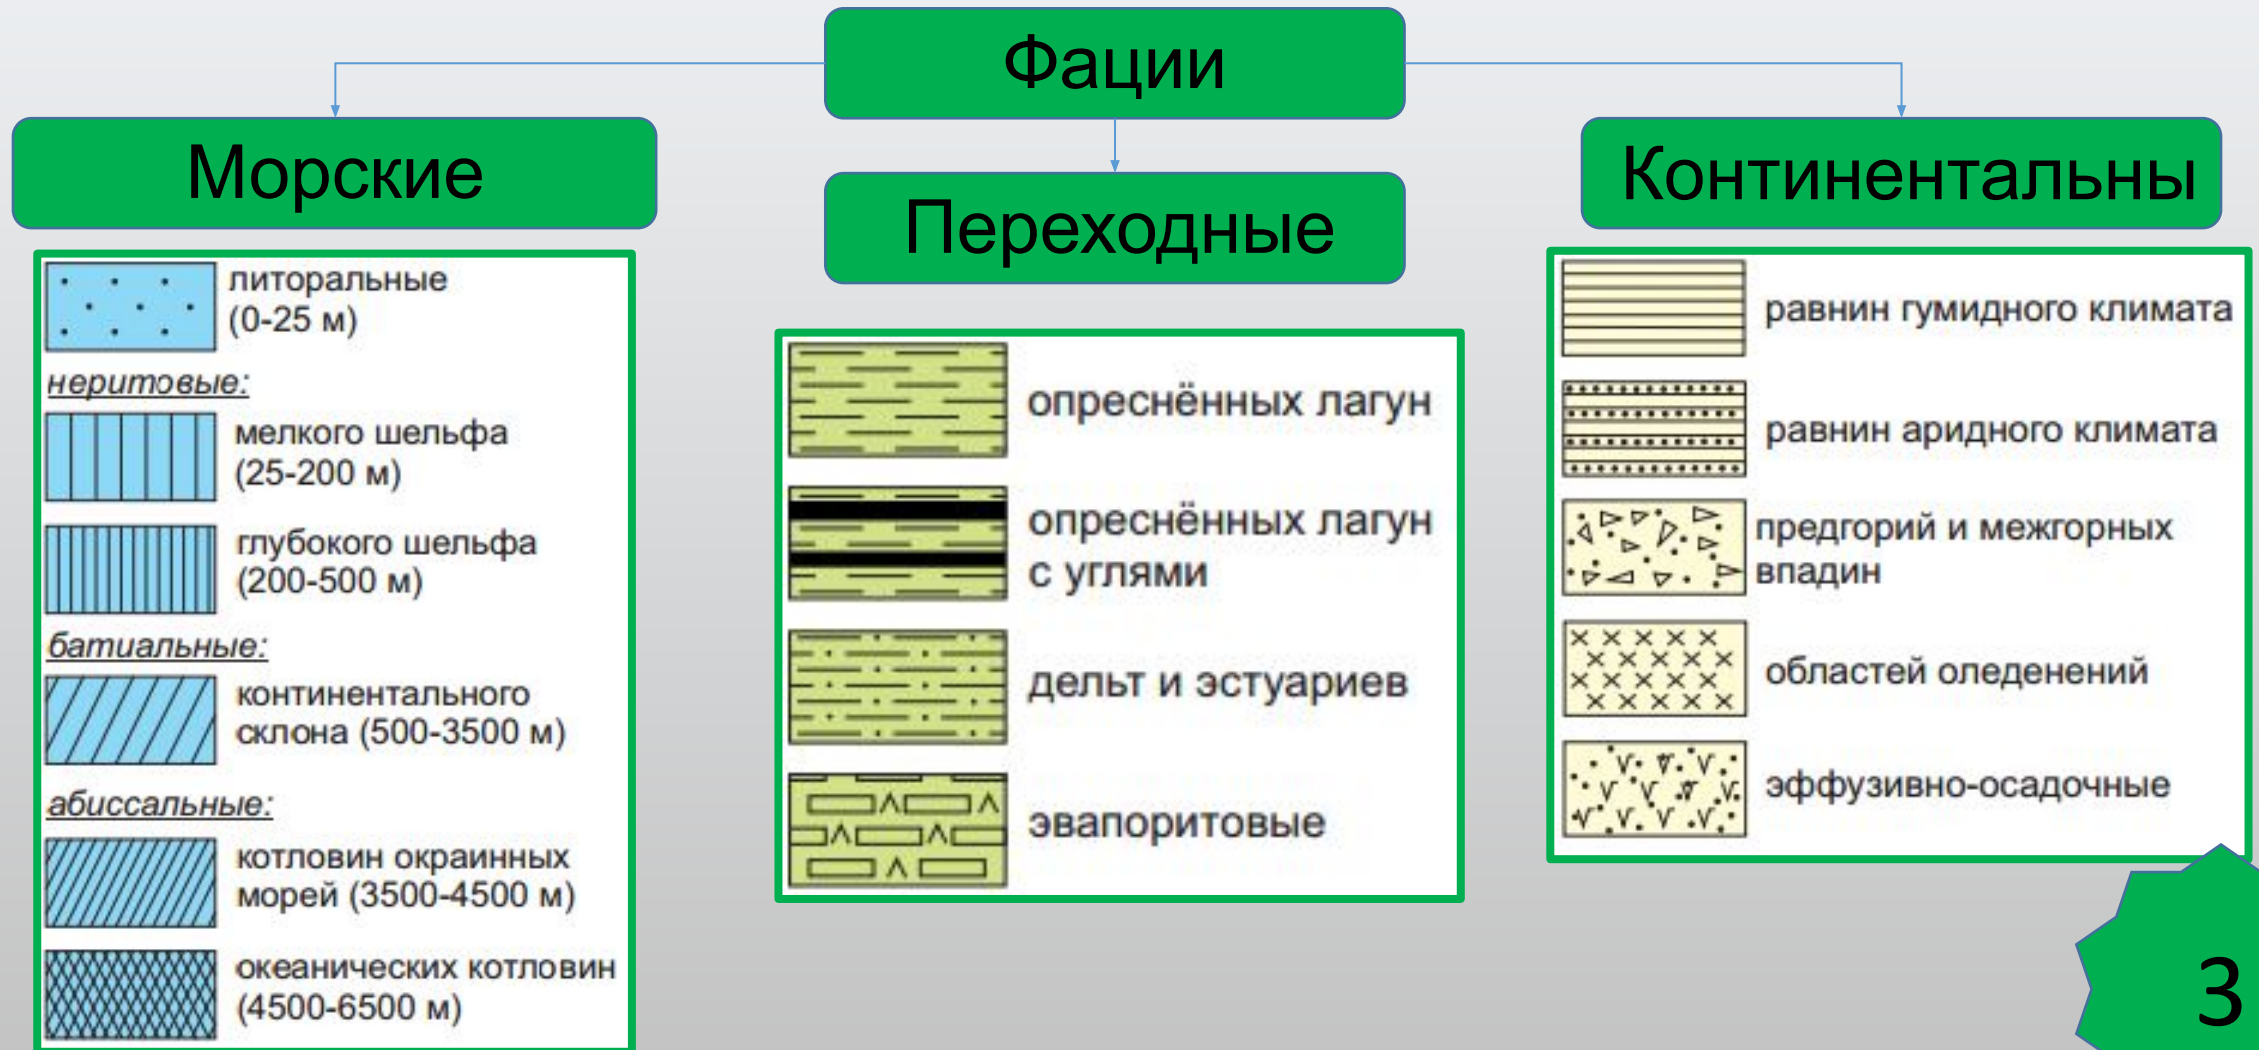 Фации
Морские
Переходные
Континентальны
литоральные
(0-25 м)
неритовые:
мелкого шельфа
(25-200 м)
глубокого шельфа
(200-500 м)
батиальные:
континентального
склона (500-3500 м)
абиссальные:
котловин окраинных
морей (3500-4500 м)
океанических котловин
(4500-6500 м)
опреснённых лагун
опреснённых лагун
с углями
дельт и эстуариев
эвапоритовые
равнин гумидного климата
равнин аридного климата
предгорий и межгорных
впадин
областей оледенений
эффузивно-осадочные
3